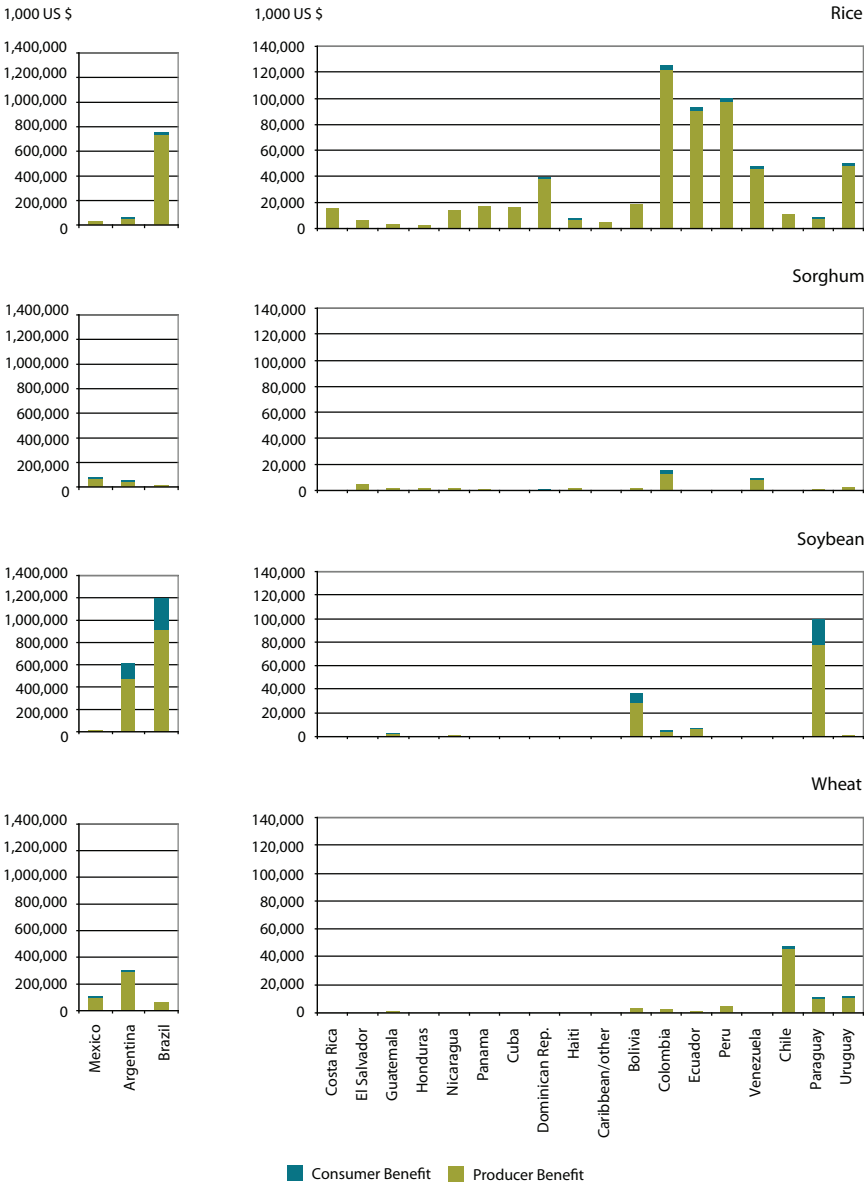 1,000 US $
1,000 US $
Rice
1,400,000
1,200,000
1,000,000
800,000
600,000
400,000
200,000
0
140,000
120,000
100,000
80,000
60,000
40,000
20,000
0
Sorghum
1,400,000
1,200,000
1,000,000
800,000
600,000
400,000
200,000
0
140,000
120,000
100,000
80,000
60,000
40,000
20,000
0
Soybean
1,400,000
1,200,000
1,000,000
800,000
600,000
400,000
200,000
0
140,000
120,000
100,000
80,000
60,000
40,000
20,000
0
Wheat
1,400,000
1,200,000
1,000,000
800,000
600,000
400,000
200,000
0
140,000
120,000
100,000
80,000
60,000
40,000
20,000
0
Mexico
Argentina
Brazil
Costa Rica
El Salvador
Guatemala
Honduras
Nicaragua
Panama
Cuba
Dominican Rep.
Haiti
Caribbean/other
Bolivia
Colombia
Ecuador
Peru
Venezuela
Chile
Paraguay
Uruguay
Consumer Benefit
Producer Benefit